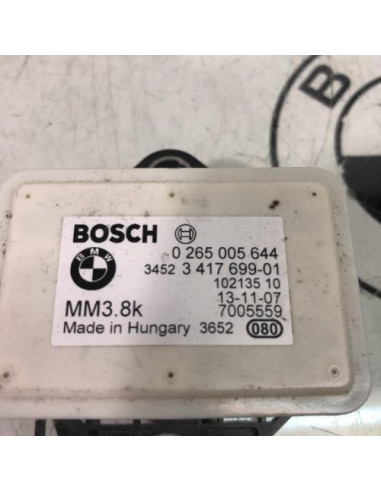 B
BOSCH
0 265 005 644
BMW
3452 3 417 699-01
102135 10
13-11-07
MM3.8k 7005559
Made in Hungary 3652 080